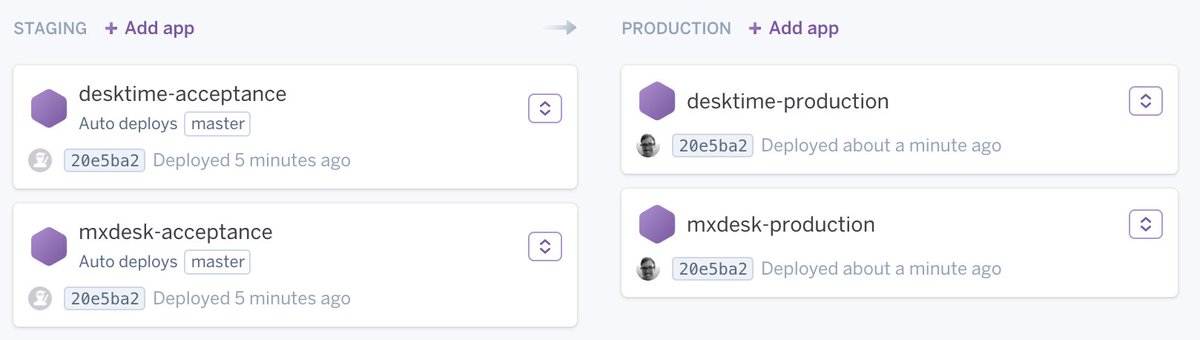 STAGING + Add app
desktime-acceptance
Auto deploys master
20e5ba2 Deployed 5 minutes ago
mxdesk-acceptance
Auto deploys master
20e5ba2 Deployed 5 minutes ago
PRODUCTION + Add app
desktime-production
20e5ba2 Deployed about a minute ago
mxdesk-production
20e5ba2 Deployed about a minute ago